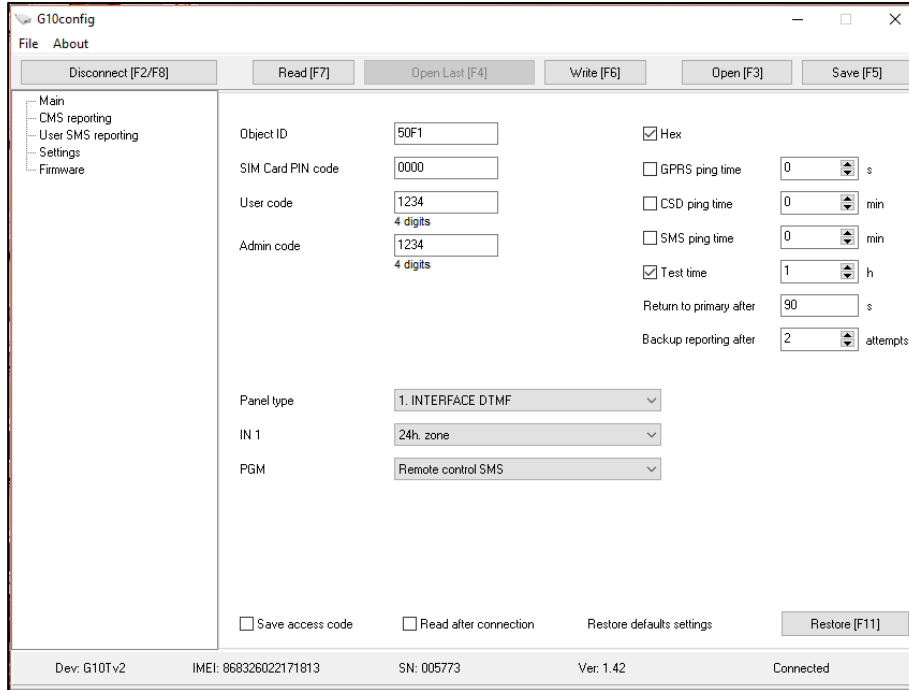 G10config
File About
Disconnect [F2/F8] Read [F7] Open Last [F4] Write [F6] Open [F3] Save [F5]
Main
CMS reporting
User SMS reporting
Settings
Firmware
Object ID 50F1 Hex
SIM Card PIN code 0000 GPRS ping time 0 s
User code 1234 CSD ping time 0 min
4 digits
Admin code 1234 SMS ping time 0 min
4 digits
Test time 1 h
Return to primary after 90 s
Backup reporting after 2 attempts
Panel type 1. INTERFACE DTMF
IN 1 24h. zone
PGM Remote control SMS
Save access code Read after connection Restore defaults settings Restore [F11]
Dev: G10Tv2 IMEI: 868326022171813 SN: 005773 Ver: 1.42 Connected